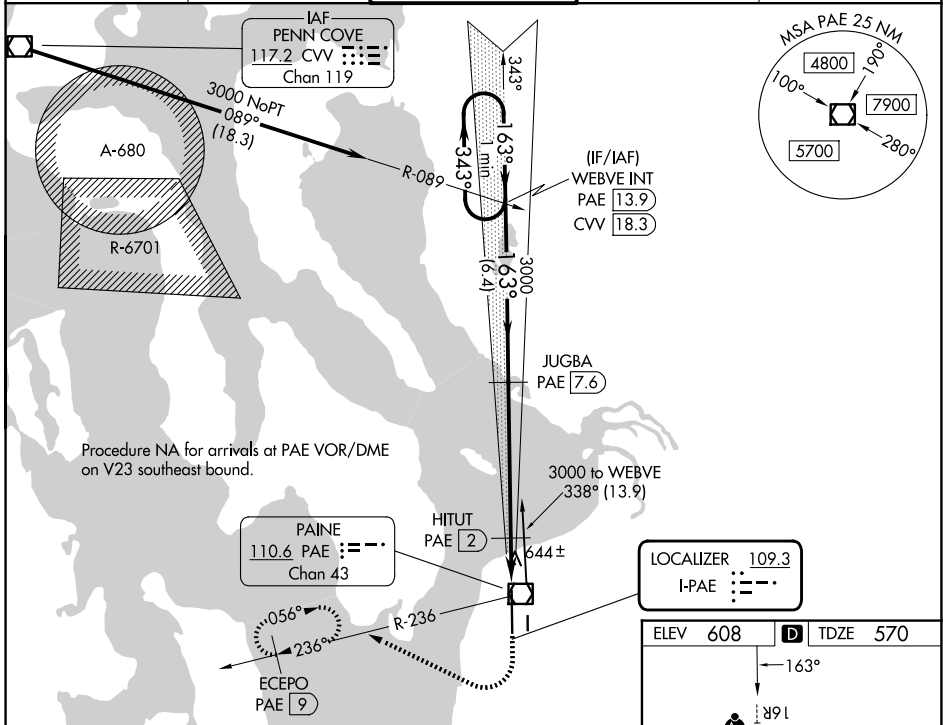 IAF
PENN COVE
117.2 CVV
Chan 119
3000 NoPT
089°
(18.3)
R-089
A-680
R-6701
343°
163°
1 min
343°
(IF/IAF)
WEBVE INT
PAE 13.9
CVV 18.3
MSA PAE 25 NM
4800
190°
100°
7900
5700
280°
3000
163°
(6.4)
JUGBA
PAE 7.6
Procedure NA for arrivals at PAE VOR/DME
on V23 southeast bound.
3000 to WEBVE
338° (13.9)
HITUT
PAE 2
644±
PAINE
110.6 PAE
Chan 43
LOCALIZER 109.3
I-PAE
R-236
056°
236°
ECEPO
PAE 9
ELEV 608 D TDZE 570
163°
16R